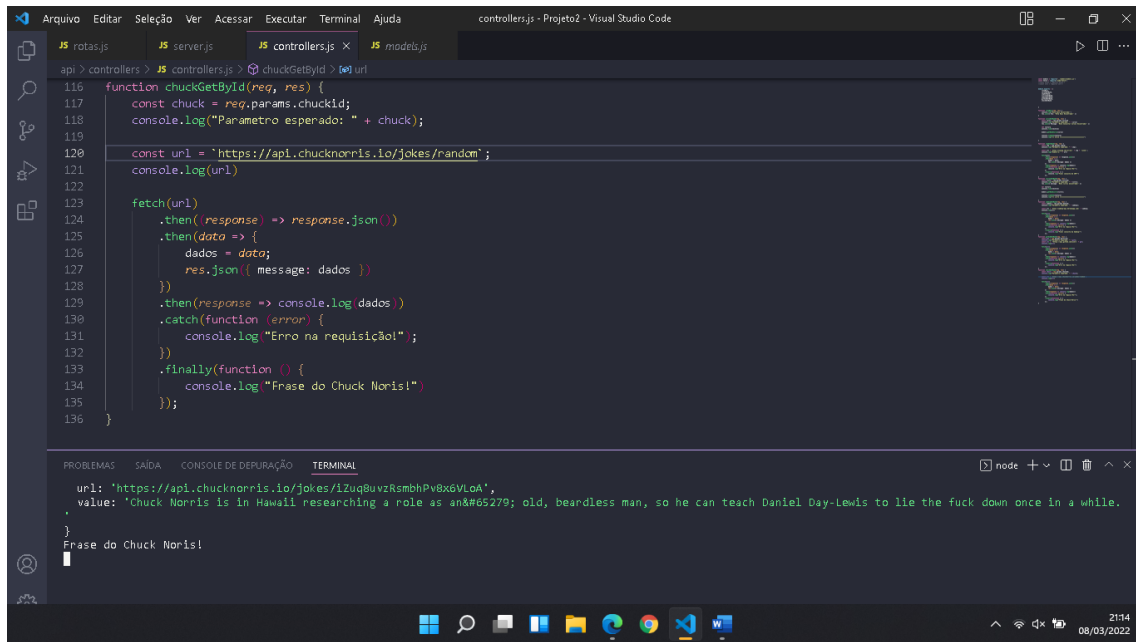 Arquivo Editar Seleção Ver Acessar Executar Terminal Ajuda controllers.js - Projeto2 - Visual Studio Code
JS rotas.js JS server.js JS controllers.js JS models.js
api > controllers > JS controllers.js > chuckGetById > url
116 function chuckGetById(req, res) {
117 const chuck = req.params.chuckid;
118 console.log("Parametro esperado: " + chuck);
119
120 const url = `https://api.chucknorris.io/jokes/random`;
121 console.log(url)
122
123 fetch(url)
124 .then((response) => response.json())
125 .then(data => {
126 dados = data;
127 res.json({ message: dados })
128 })
129 .then(response => console.log(dados))
130 .catch(function (error) {
131 console.log("Erro na requisição!");
132 })
133 .finally(function () {
134 console.log("Frase do Chuck Noris!")
135 });
136 }
PROBLEMAS SAÍDA CONSOLE DE DEPURAÇÃO TERMINAL node
url: 'https://api.chucknorris.io/jokes/iZuq8uvzRsmbhPv8x6VLoA',
value: 'Chuck Norris is in Hawaii researching a role as an&#65279; old, beardless man, so he can teach Daniel Day-Lewis to lie the fuck down once in a while.
'
}
Frase do Chuck Noris!
21:14
08/03/2022